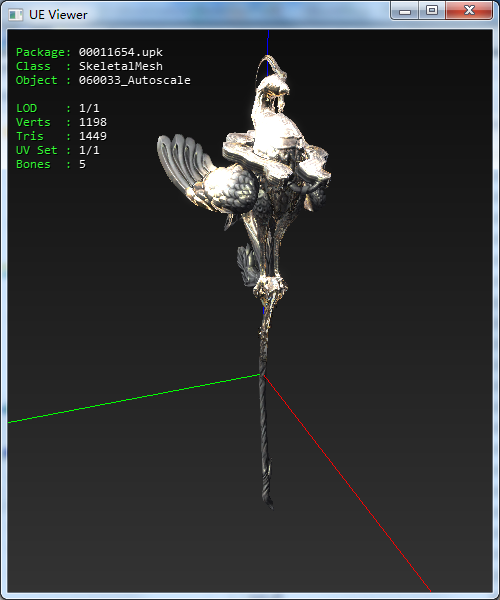 UE Viewer
Package: 00011654.upk
Class : SkeletalMesh
Object : 060033_Autoscale
LOD : 1/1
Verts : 1198
Tris : 1449
UV Set : 1/1
Bones : 5